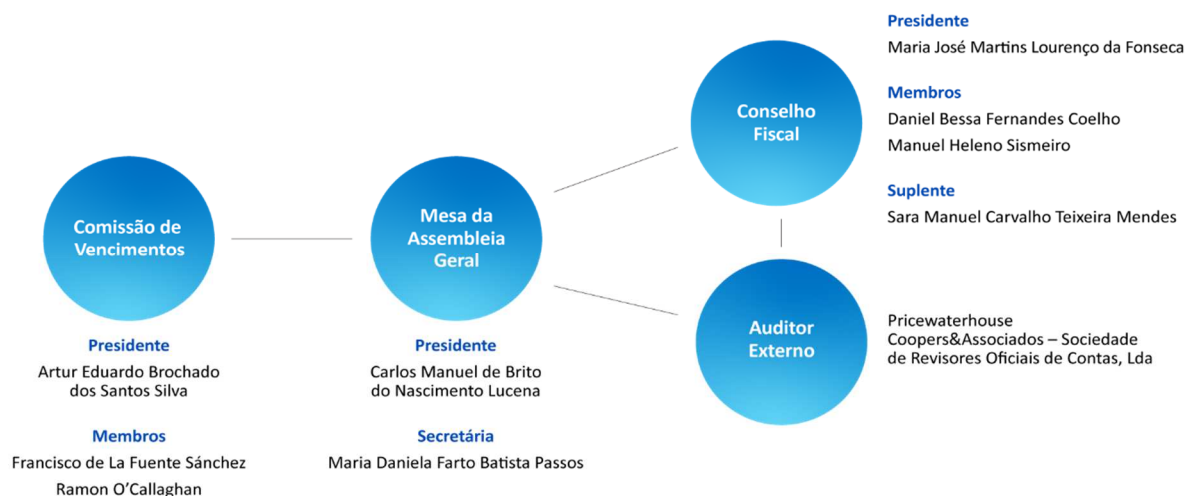 Comissão de
Vencimentos
Presidente
Artur Eduardo Brochado
dos Santos Silva
Membros
Francisco de La Fuente Sánchez
Ramon O’Callaghan
Mesa da
Assembleia
Geral
Presidente
Carlos Manuel de Brito
do Nascimento Lucena
Secretária
Maria Daniela Farto Batista Passos
Conselho
Fiscal
Presidente
Maria José Martins Lourenço da Fonseca
Membros
Daniel Bessa Fernandes Coelho
Manuel Heleno Sismeiro
Suplente
Sara Manuel Carvalho Teixeira Mendes
Auditor
Externo
Pricewaterhouse
Coopers&Associados – Sociedade
de Revisores Oficiais de Contas, Lda